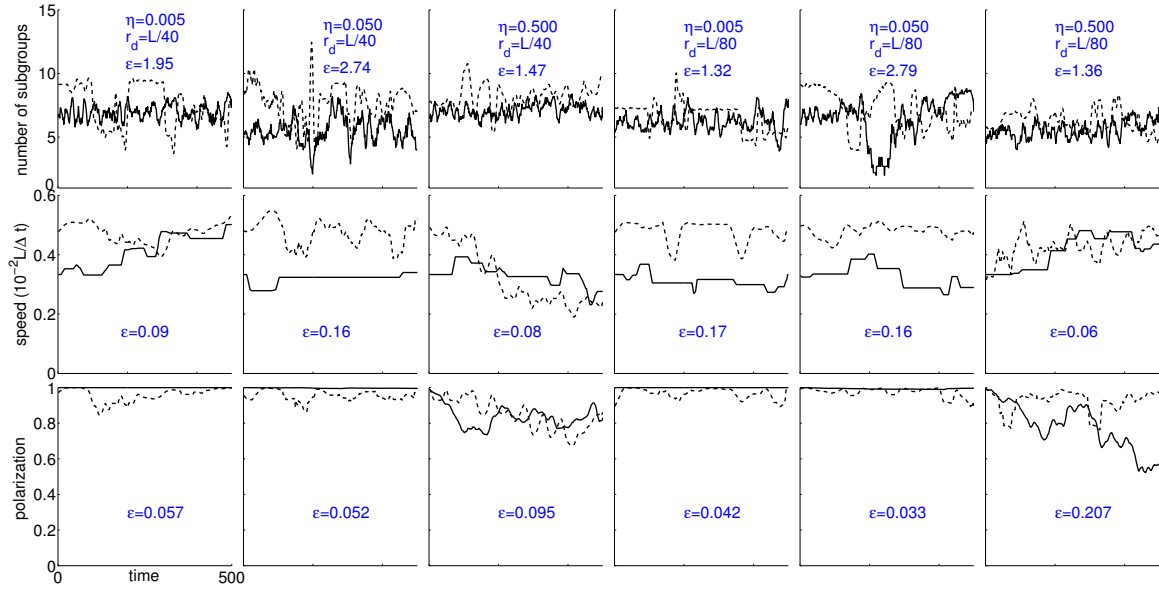 15
10
5
0
number of subgroups
η=0.005
r_d=L/40
ε=1.95
η=0.050
r_d=L/40
ε=2.74
η=0.500
r_d=L/40
ε=1.47
η=0.005
r_d=L/80
ε=1.32
η=0.050
r_d=L/80
ε=2.79
η=0.500
r_d=L/80
ε=1.36
0.6
0.4
0.2
0
speed (10⁻²L/Δ t)
ε=0.09
ε=0.16
ε=0.08
ε=0.17
ε=0.16
ε=0.06
1
0.8
0.6
0.4
0.2
0
polarization
ε=0.057
ε=0.052
ε=0.095
ε=0.042
ε=0.033
ε=0.207
0
time
500